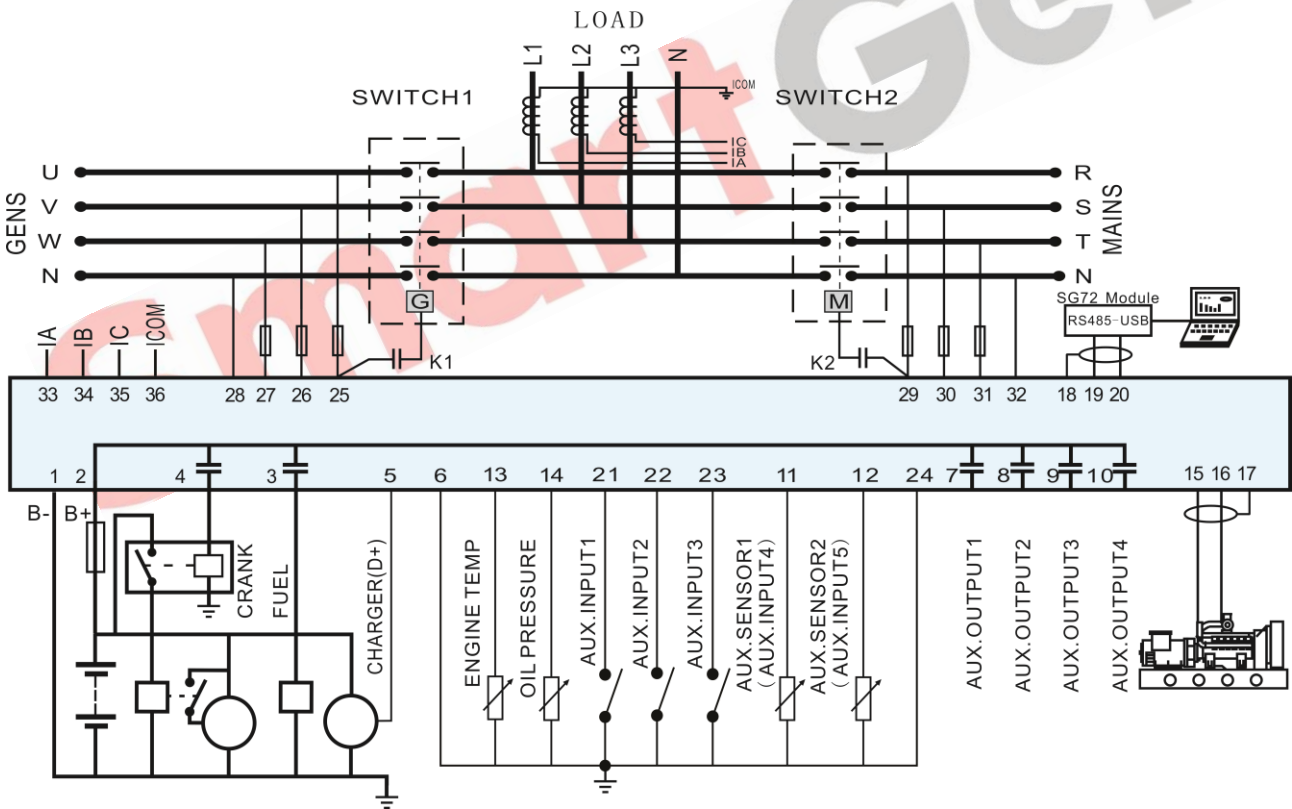 SmartGen
LOAD
L1
L2
L3
N
ICOM
SWITCH1
SWITCH2
IC
IB
IA
GENS
U
V
W
N
R
S
T
N
MAINS
G
M
K1
K2
SG72 Module
RS485-USB
IA
IB
IC
ICOM
33 34 35 36 28 27 26 25 29 30 31 32 18 19 20
1 2 4 3 5 6 13 14 21 22 23 11 12 24 7 8 9 10 15 16 17
B- B+
CRANK
FUEL
CHARGER(D+)
ENGINE TEMP
OIL PRESSURE
AUX.INPUT1
AUX.INPUT2
AUX.INPUT3
AUX.SENSOR1
(AUX.INPUT4)
AUX.SENSOR2
(AUX.INPUT5)
AUX.OUTPUT1
AUX.OUTPUT2
AUX.OUTPUT3
AUX.OUTPUT4